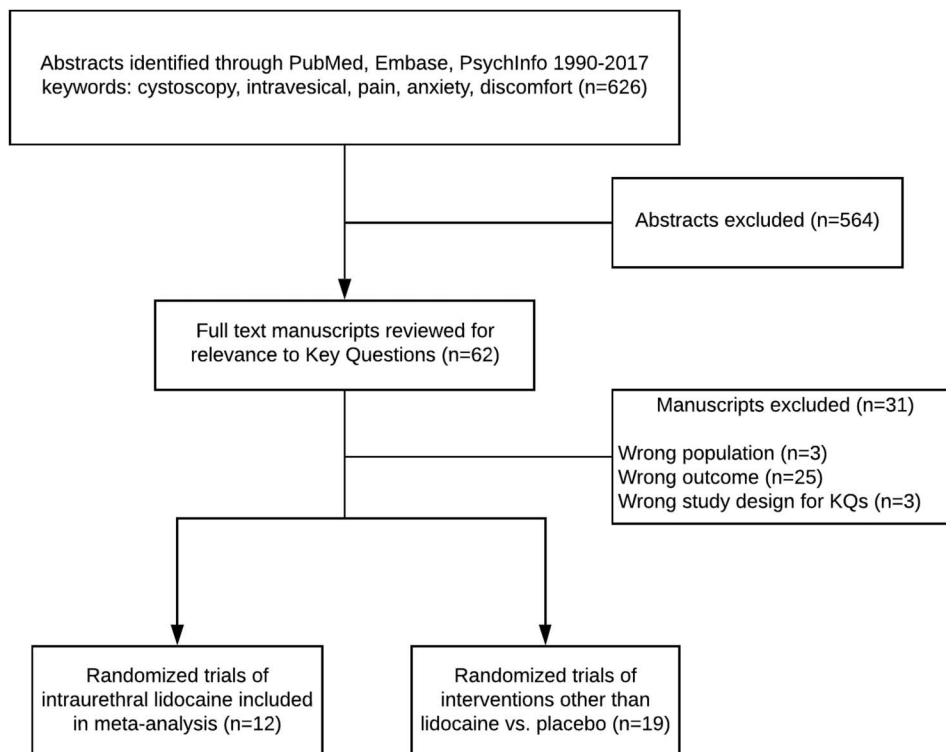 Abstracts identified through PubMed, Embase, PsychInfo 1990-2017
keywords: cystoscopy, intravesical, pain, anxiety, discomfort (n=626)
Abstracts excluded (n=564)
Full text manuscripts reviewed for
relevance to Key Questions (n=62)
Manuscripts excluded (n=31)
Wrong population (n=3)
Wrong outcome (n=25)
Wrong study design for KQs (n=3)
Randomized trials of
intraurethral lidocaine included
in meta-analysis (n=12)
Randomized trials of
interventions other than
lidocaine vs. placebo (n=19)